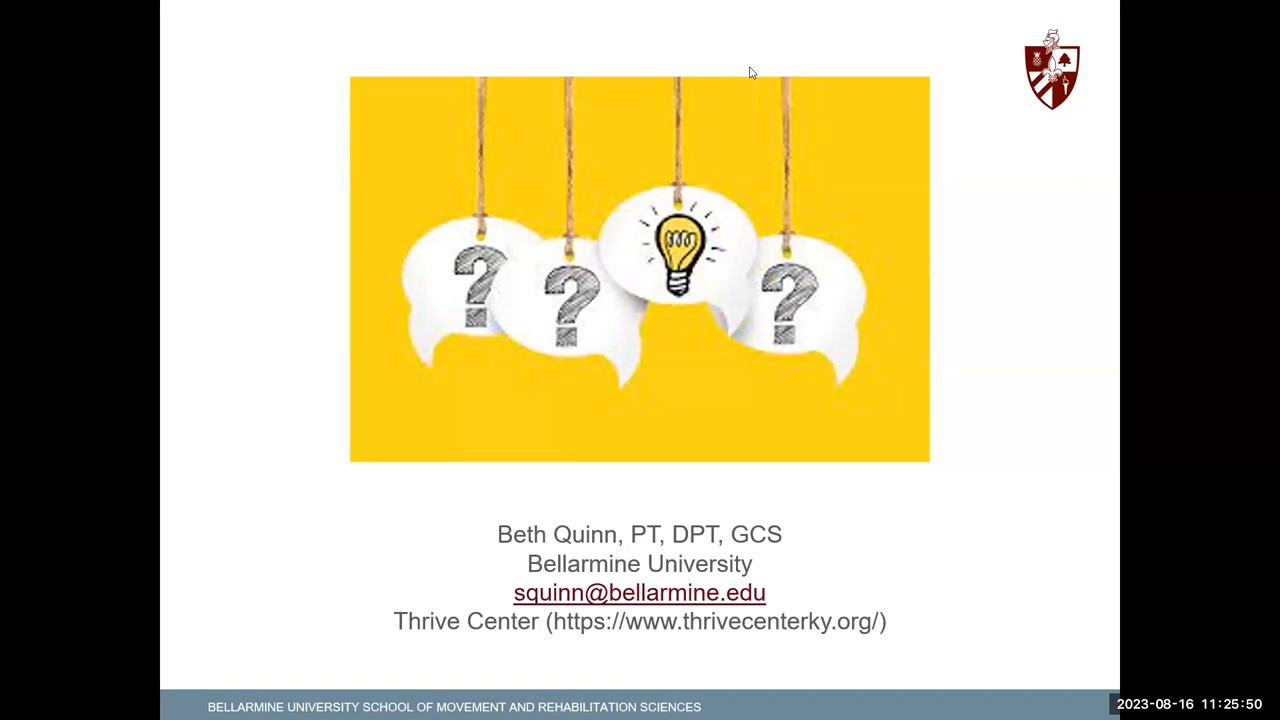 ?
?
?
Beth Quinn, PT, DPT, GCS
Bellarmine University
squinn@bellarmine.edu
Thrive Center (https://www.thrivecenterky.org/)
BELLARMINE UNIVERSITY SCHOOL OF MOVEMENT AND REHABILITATION SCIENCES
2023-08-16 11:25:50